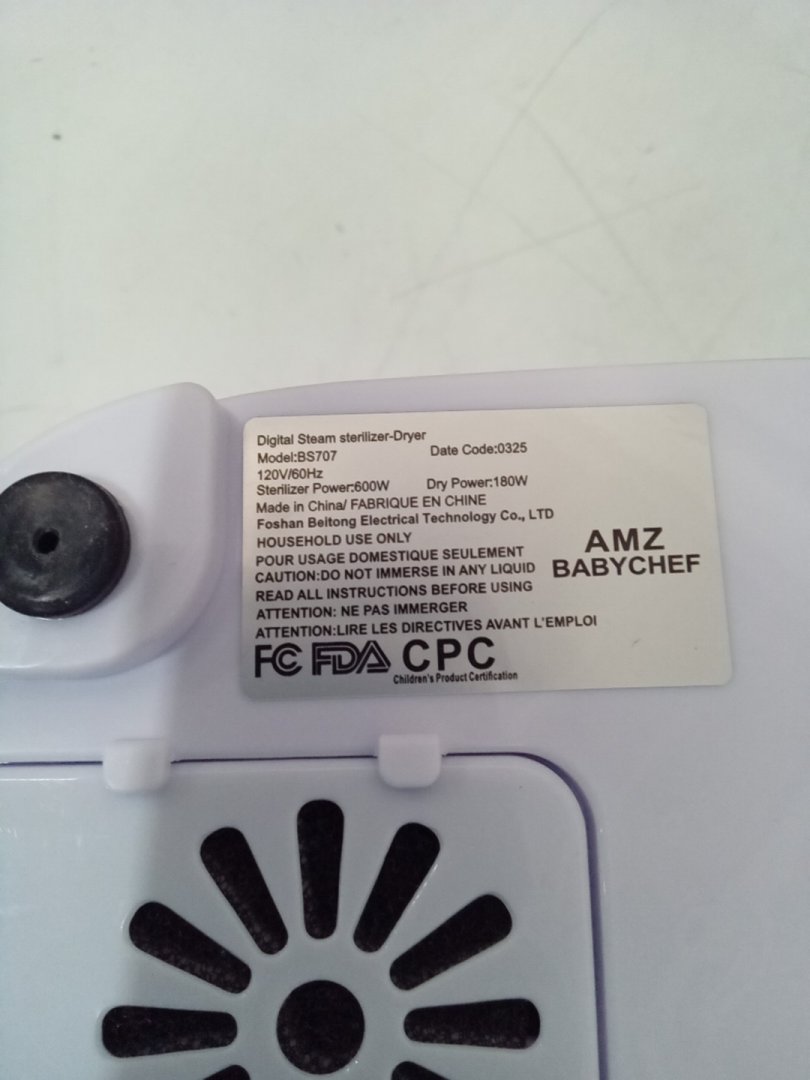 Digital Steam sterilizer-Dryer
Model:BS707 Date Code:0325
120V/60Hz
Sterilizer Power:600W Dry Power:180W
Made in China/ FABRIQUE EN CHINE
Foshan Beitong Electrical Technology Co., LTD
HOUSEHOLD USE ONLY
POUR USAGE DOMESTIQUE SEULEMENT
CAUTION:DO NOT IMMERSE IN ANY LIQUID
READ ALL INSTRUCTIONS BEFORE USING
ATTENTION: NE PAS IMMERGER
ATTENTION:LIRE LES DIRECTIVES AVANT L'EMPLOI
AMZ
BABYCHEF
FC FDA CPC
Children's Product Certification